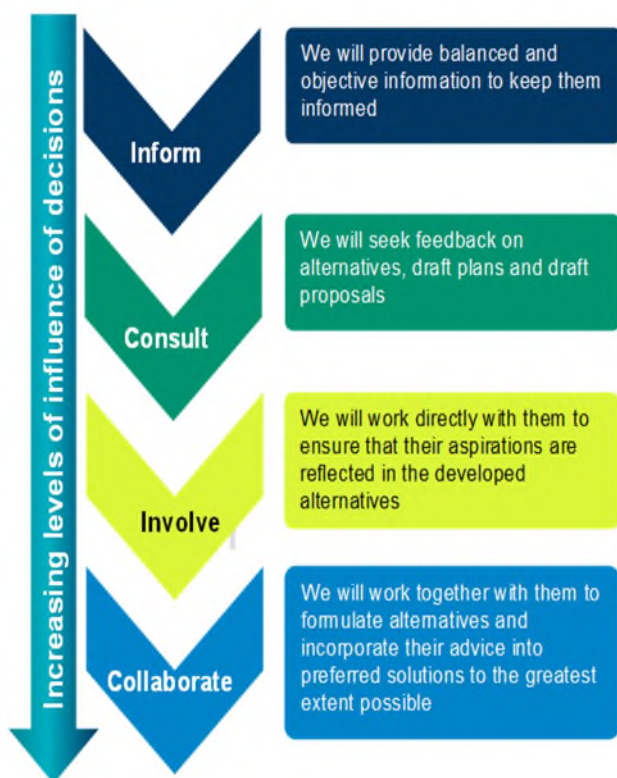 Increasing levels of influence of decisions
Inform
We will provide balanced and
objective information to keep them
informed
Consult
We will seek feedback on
alternatives, draft plans and draft
proposals
Involve
We will work directly with them to
ensure that their aspirations are
reflected in the developed
alternatives
Collaborate
We will work together with them to
formulate alternatives and
incorporate their advice into
preferred solutions to the greatest
extent possible